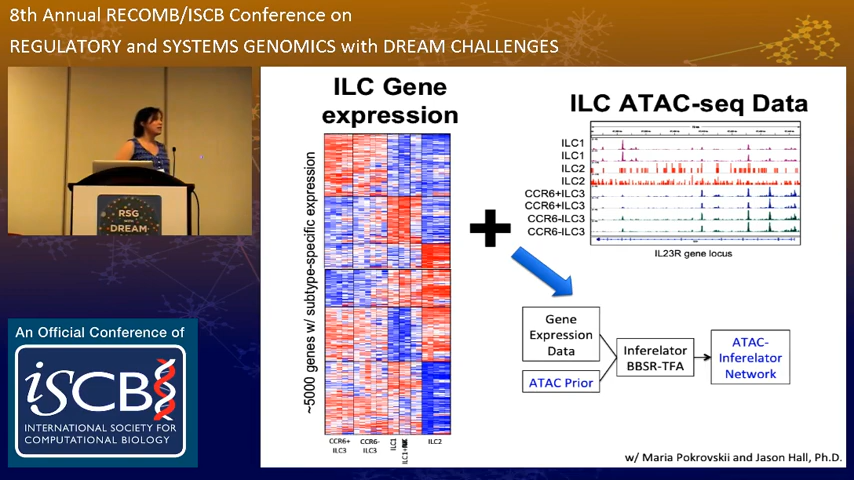 8th Annual RECOMB/ISCB Conference on
REGULATORY and SYSTEMS GENOMICS with DREAM CHALLENGES
RSG
with
DREAM
An Official Conference of
iSCB
INTERNATIONAL SOCIETY FOR
COMPUTATIONAL BIOLOGY
ILC Gene
expression
~5000 genes w/ subtype-specific expression
CCR6+
ILC3
CCR6-
ILC3
ILC1
ILC2
+
ILC ATAC-seq Data
ILC1
ILC1
ILC2
ILC2
CCR6+ILC3
CCR6+ILC3
CCR6-ILC3
CCR6-ILC3
IL23R gene locus
Gene
Expression
Data
ATAC Prior
Inferelator
BBSR-TFA
ATAC-
Inferelator
Network
w/ Maria Pokrovskii and Jason Hall, Ph.D.